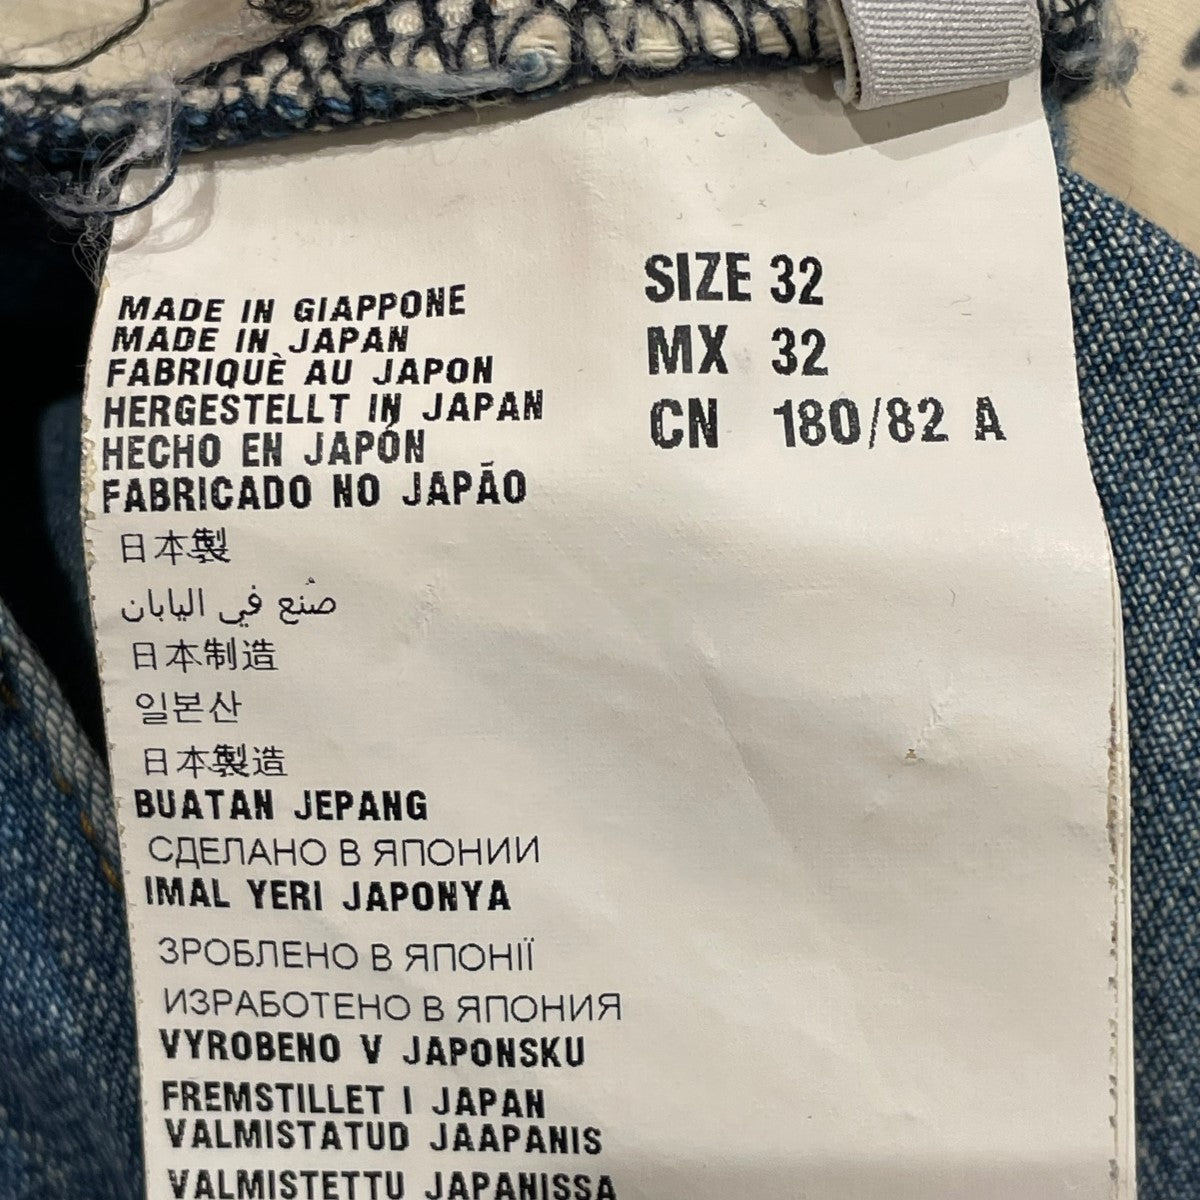 MADE IN GIAPPONE
MADE IN JAPAN
FABRIQUÈ AU JAPON
HERGESTELLT IN JAPAN
HECHO EN JAPÓN
FABRICADO NO JAPÃO
日本製
صُنع في اليابان
日本制造
일본산
日本製造
BUATAN JEPANG
СДЕЛАНО В ЯПОНИИ
IMAL YERI JAPONYA
ЗРОБЛЕНО В ЯПОНІЇ
ИЗРАБОТЕНО В ЯПОНИЯ
VYROBENO V JAPONSKU
FREMSTILLET I JAPAN
VALMISTATUD JAAPANIS
VALMISTETTU JAPANISSA
SIZE 32
MX 32
CN 180/82 A